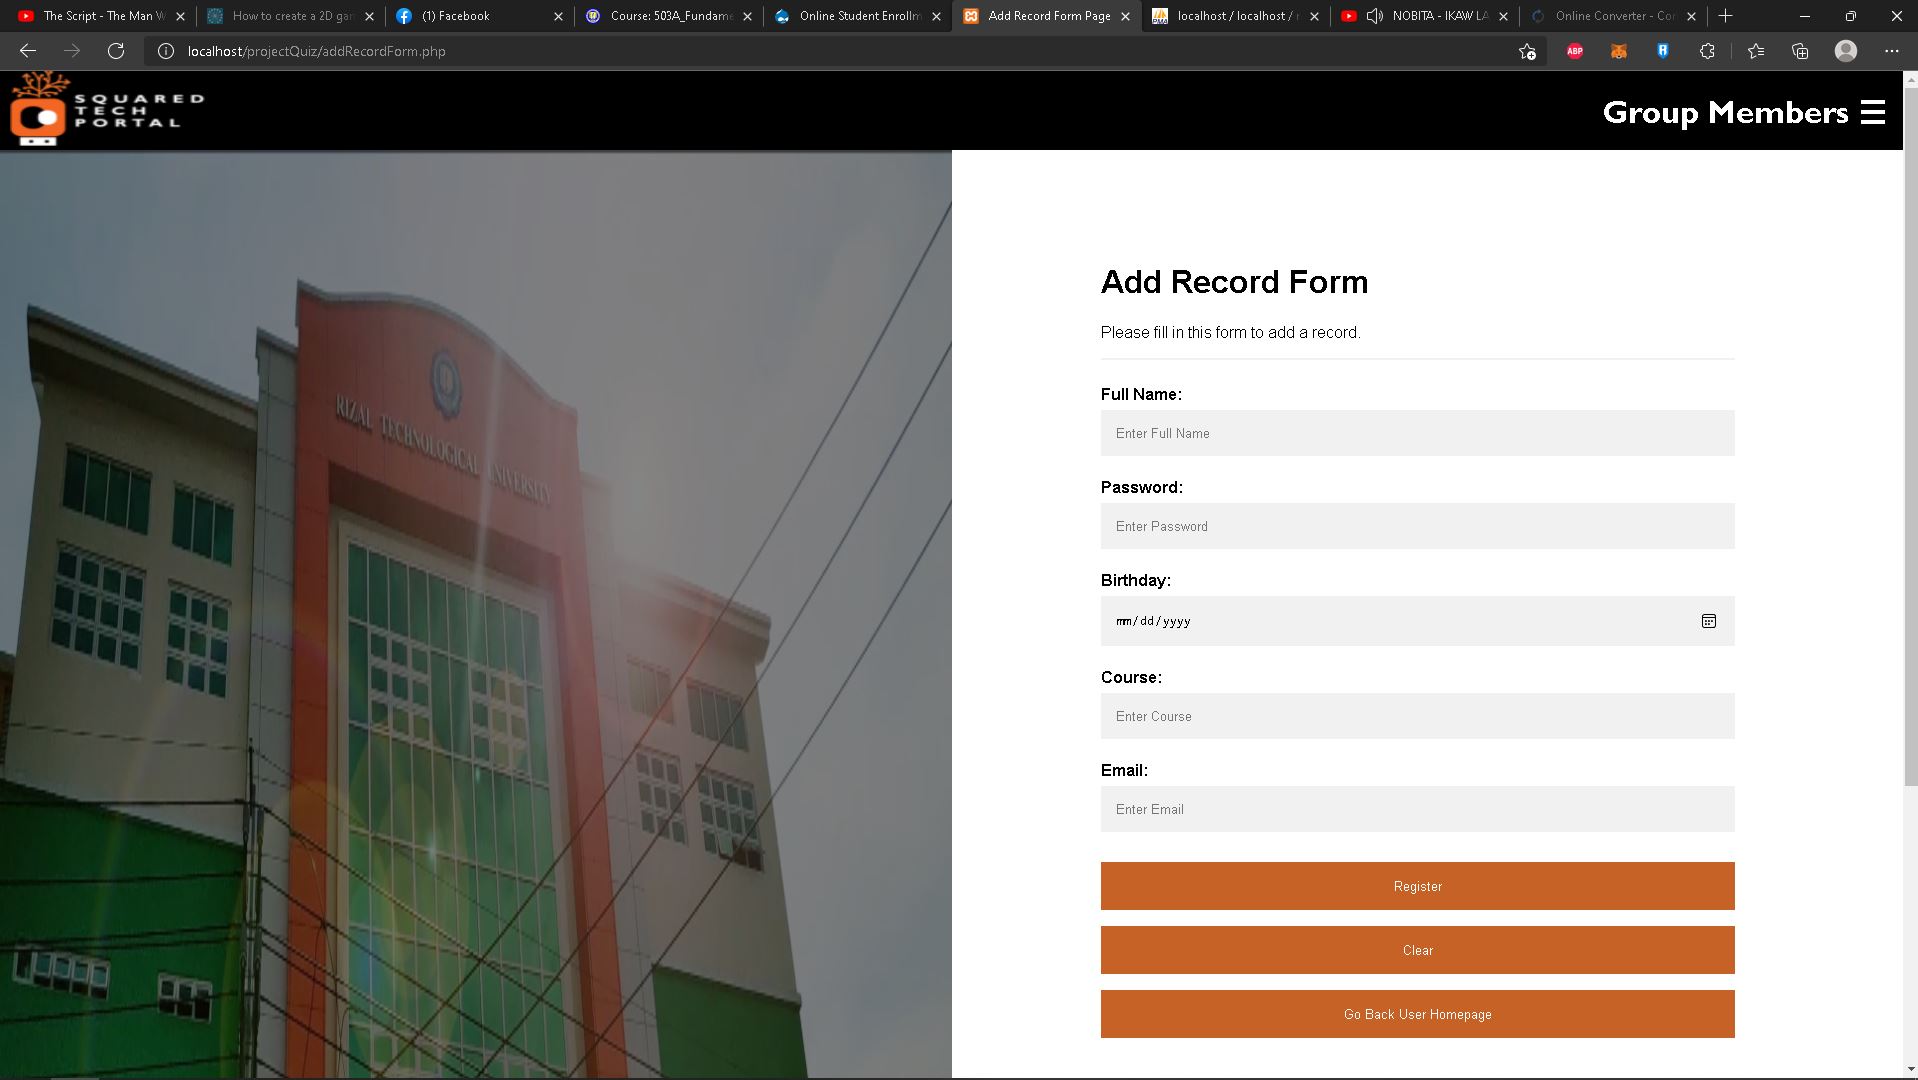 The Script - The Man W
How to create a 2D gam
(1) Facebook
Course: 503A_Fundame
Online Student Enrollm
Add Record Form Page
localhost / localhost /
NOBITA - IKAW LA
Online Converter - Con
localhost/projectQuiz/addRecordForm.php
ABP
SQUARED
TECH
PORTAL
Group Members
RIZAL TECHNOLOGICAL UNIVERSITY
Add Record Form
Please fill in this form to add a record.
Full Name:
Enter Full Name
Password:
Enter Password
Birthday:
mm/dd/yyyy
Course:
Enter Course
Email:
Enter Email
Register
Clear
Go Back User Homepage